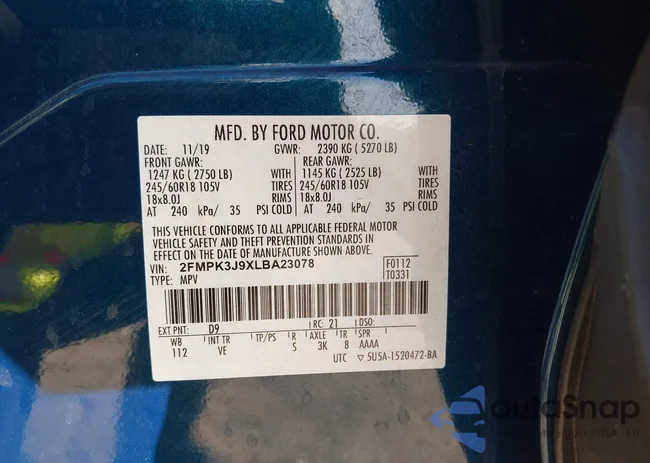 MFD. BY FORD MOTOR CO.
DATE: 11/19 GVWR: 2390 KG ( 5270 LB)
FRONT GAWR: REAR GAWR:
1247 KG ( 2750 LB) WITH 1145 KG ( 2525 LB) WITH
245/60R18 105V TIRES 245/60R18 105V TIRES
18x8.0J RIMS 18x8.0J RIMS
AT 240 kPa/ 35 PSI COLD AT 240 kPa/ 35 PSI COLD
THIS VEHICLE CONFORMS TO ALL APPLICABLE FEDERAL MOTOR
VEHICLE SAFETY AND THEFT PREVENTION STANDARDS IN
EFFECT ON THE DATE OF MANUFACTURE SHOWN ABOVE.
VIN: 2FMPK3J9XLBA23078 F0112
TYPE: MPV T0331
EXT PNT: D9 RC: 21 DSO:
WB INT TR TP/PS R AXLE TR SPR
112 VE S 3K 8 AAAA
UTC ▽ 5U5A-1520472-BA
autoSnap